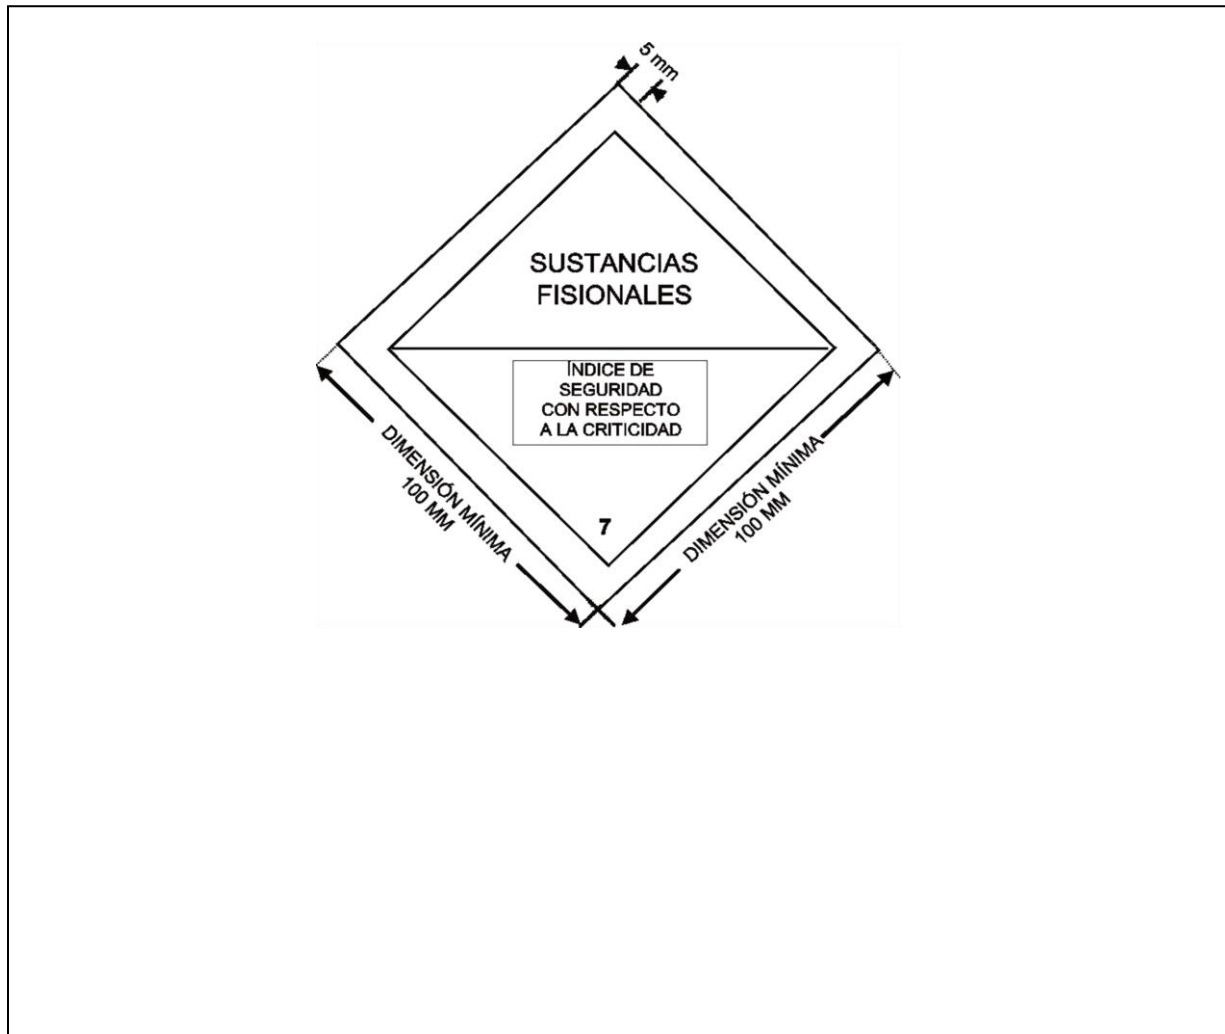 5 mm
SUSTANCIAS
FISIONALES
ÍNDICE DE
SEGURIDAD
CON RESPECTO
A LA CRITICIDAD
7
DIMENSIÓN MÍNIMA
100 MM
DIMENSIÓN MÍNIMA
100 MM